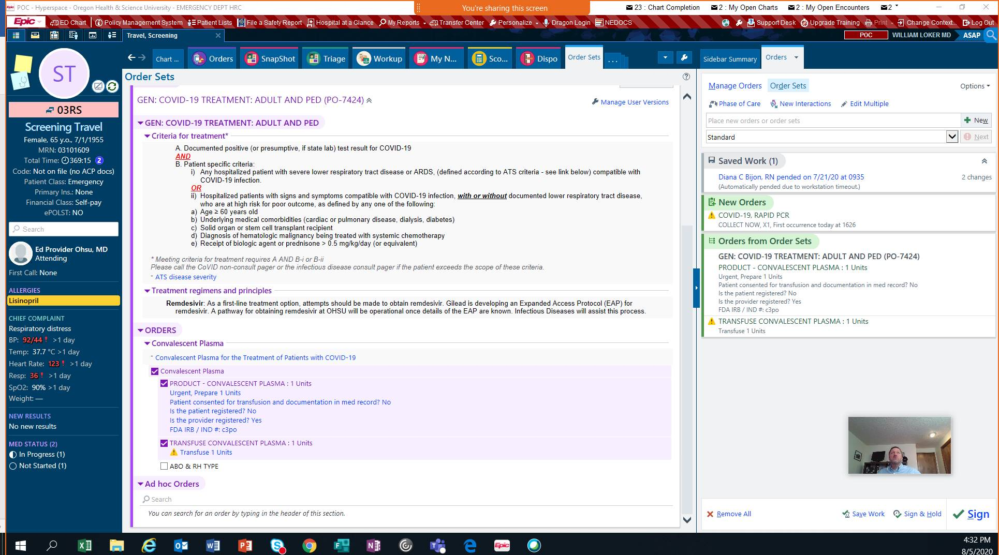 POC - Hyperspace - Oregon Health & Science University - EMERGENCY DEPT HRC
You're sharing this screen
23 : Chart Completion
2 : My Open Charts
2 : My Open Encounters
2
Epic
ED Chart
Policy Management System
Patient Lists
File a Safety Report
Hospital at a Glance
My Reports
Transfer Center
Personalize
Dragon Login
NEDOCS
Support Desk
Upgrade Training
Print
Change Context...
Log Out
Travel, Screening
POC
WILLIAM LOKER MD
ASAP
ST
03RS
Screening Travel
Female, 65 y.o., 7/1/1955
MRN: 03101609
Total Time: 369:15 2
Code: Not on file (no ACP docs)
Patient Class: Emergency
Primary Ins.: None
Financial Class: Self-pay
ePOLST: NO
Search
Ed Provider Ohsu, MD
Attending
First Call: None
ALLERGIES
Lisinopril
CHIEF COMPLAINT
Respiratory distress
BP: 92/44 ! >1 day
Temp: 37.7 °C >1 day
Heart Rate: 123 ! >1 day
Resp: 36 ! >1 day
SpO2: 90% >1 day
Weight: —
NEW RESULTS
No new results
MED STATUS (2)
In Progress (1)
Not Started (1)
Chart ...
Orders
SnapShot
Triage
Workup
My N...
Sco...
Dispo
Order Sets
...
Order Sets
GEN: COVID-19 TREATMENT: ADULT AND PED (PO-7424)
Manage User Versions
GEN: COVID-19 TREATMENT: ADULT AND PED
Criteria for treatment*
A. Documented positive (or presumptive, if state lab) test result for COVID-19
AND
B. Patient specific criteria:
i) Any hospitalized patient with severe lower respiratory tract disease or ARDS, (defined according to ATS criteria - see link below) compatible with
COVID-19 infection.
OR
ii) Hospitalized patients with signs and symptoms compatible with COVID-19 infection, with or without documented lower respiratory tract disease,
who are at high risk for poor outcome, as defined by any one of the following:
a) Age ≥ 60 years old
b) Underlying medical comorbidities (cardiac or pulmonary disease, dialysis, diabetes)
c) Solid organ or stem cell transplant recipient
d) Diagnosis of hematologic malignancy being treated with systemic chemotherapy
e) Receipt of biologic agent or prednisone > 0.5 mg/kg/day (or equivalent)
* Meeting criteria for treatment requires A AND B-i or B-ii
Please call the CoVID non-consult pager or the infectious disease consult pager if the patient exceeds the scope of these criteria.
- ATS disease severity
Treatment regimens and principles
Remdesivir: As a first-line treatment option, attempts should be made to obtain remdesivir. Gilead is developing an Expanded Access Protocol (EAP) for
remdesivir. A pathway for obtaining remdesivir at OHSU will be operational once details of the EAP are known. Infectious Diseases will assist this process.
ORDERS
Convalescent Plasma
- Convalescent Plasma for the Treatment of Patients with COVID-19
Convalescent Plasma
PRODUCT - CONVALESCENT PLASMA : 1 Units
Urgent, Prepare 1 Units
Patient consented for transfusion and documentation in med record? No
Is the patient registered? No
Is the provider registered? Yes
FDA IRB / IND #: c3po
TRANSFUSE CONVALESCENT PLASMA : 1 Units
Transfuse 1 Units
ABO & RH TYPE
Ad hoc Orders
Search
You can search for an order by typing in the header of this section.
Sidebar Summary
Orders
Manage Orders
Order Sets
Options
Phase of Care
New Interactions
Edit Multiple
Place new orders or order sets
New
Standard
Next
Saved Work (1)
Diana C Bijon, RN pended on 7/21/20 at 0935
2 changes
(Automatically pended due to workstation timeout.)
New Orders
COVID-19, RAPID PCR
COLLECT NOW, X1, First occurrence today at 1626
Orders from Order Sets
GEN: COVID-19 TREATMENT: ADULT AND PED (PO-7424)
PRODUCT - CONVALESCENT PLASMA : 1 Units
Urgent, Prepare 1 Units
Patient consented for transfusion and documentation in med record? No
Is the patient registered? No
Is the provider registered? Yes
FDA IRB / IND #: c3po
TRANSFUSE CONVALESCENT PLASMA : 1 Units
Transfuse 1 Units
Remove All
Save Work
Sign & Hold
Sign
Epic
4:32 PM
8/5/2020